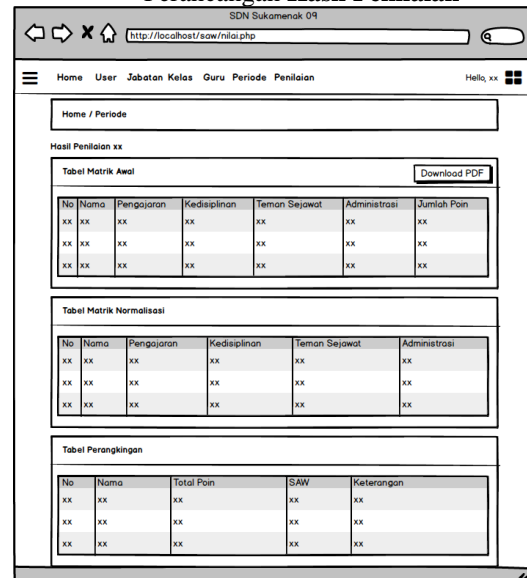 Perancangan Hasil Penilaian
SDN Sukamenak 09
http://localhost/saw/nilai.php
Home User Jabatan Kelas Guru Periode Penilaian Hello, xx
Home / Periode
Hasil Penilaian xx
Tabel Matrik Awal Download PDF
No Nama Pengajaran Kedisiplinan Teman Sejawat Administrasi Jumlah Poin
xx xx xx xx xx xx xx
xx xx xx xx xx xx xx
xx xx xx xx xx xx xx
Tabel Matrik Normalisasi
No Nama Pengajaran Kedisiplinan Teman Sejawat Administrasi
xx xx xx xx xx xx
xx xx xx xx xx xx
xx xx xx xx xx xx
Tabel Perangkingan
No Nama Total Poin SAW Keterangan
xx xx xx xx xx
xx xx xx xx xx
xx xx xx xx xx